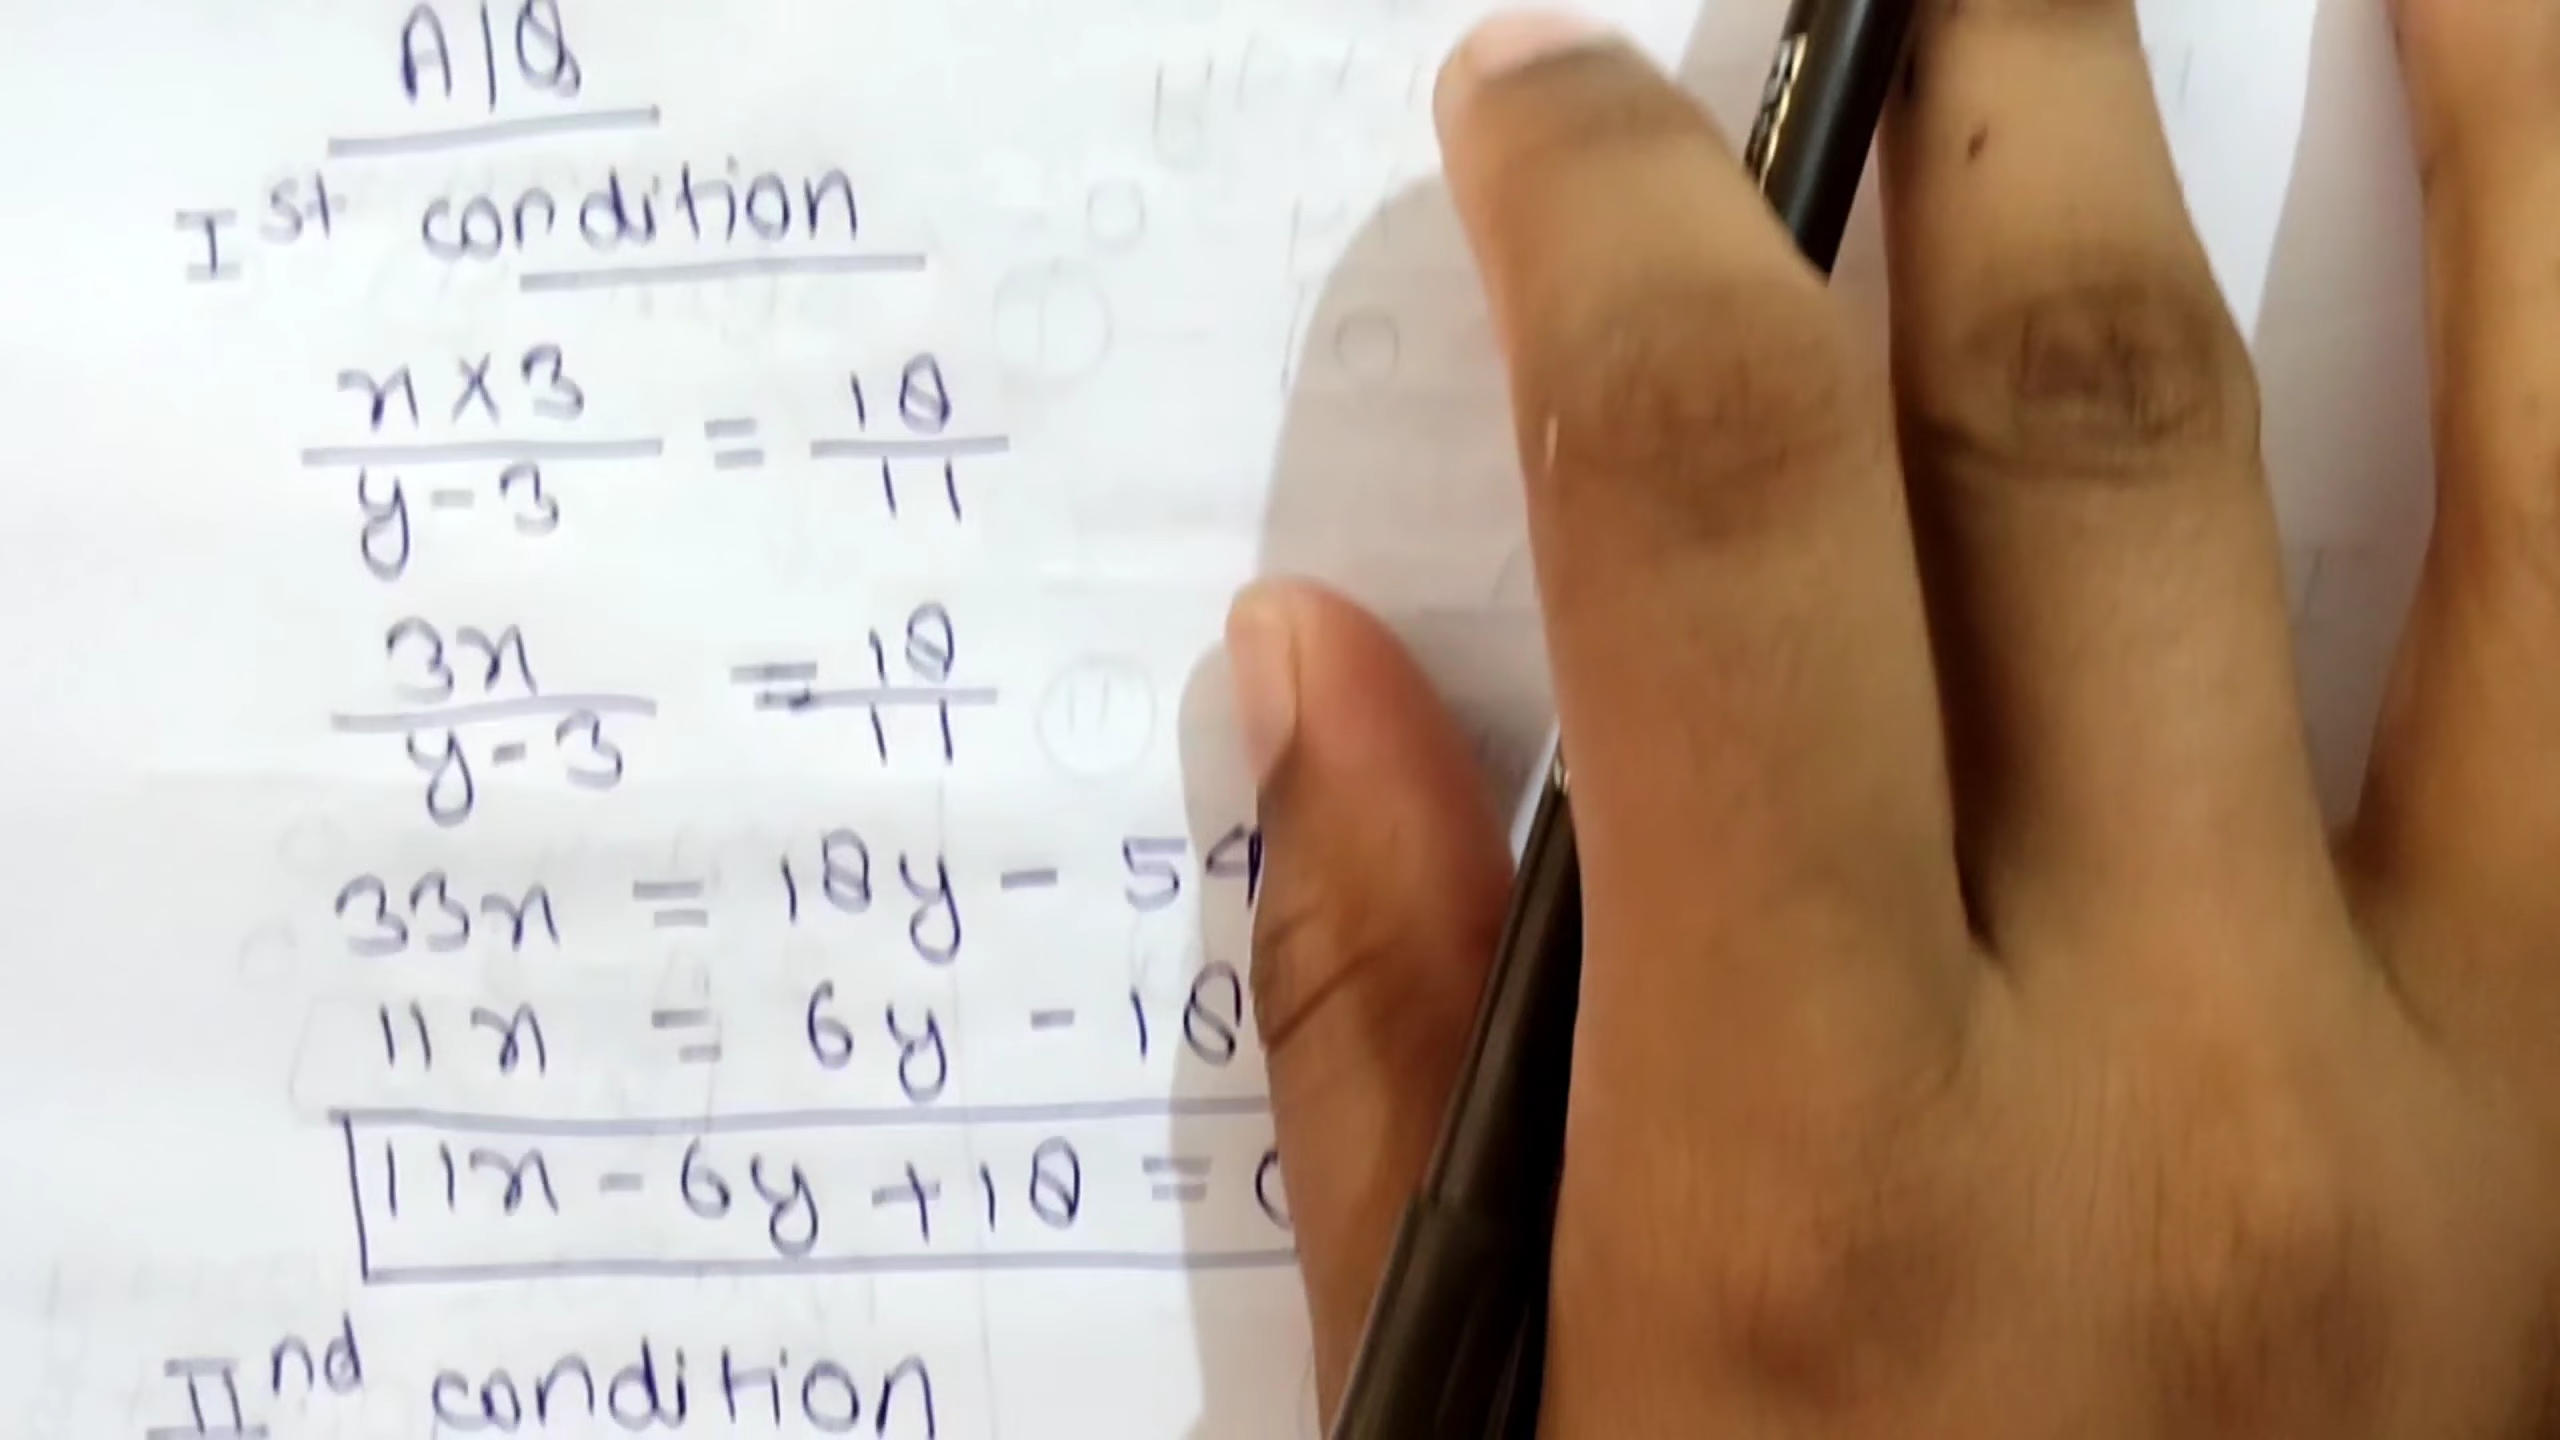 A|Q
Ist condition
x × 3 / y - 3 = 18 / 11
3x / y - 3 = 18 / 11
33x = 18y - 54
11x = 6y - 18
11x - 6y + 18 = 0
IInd condition